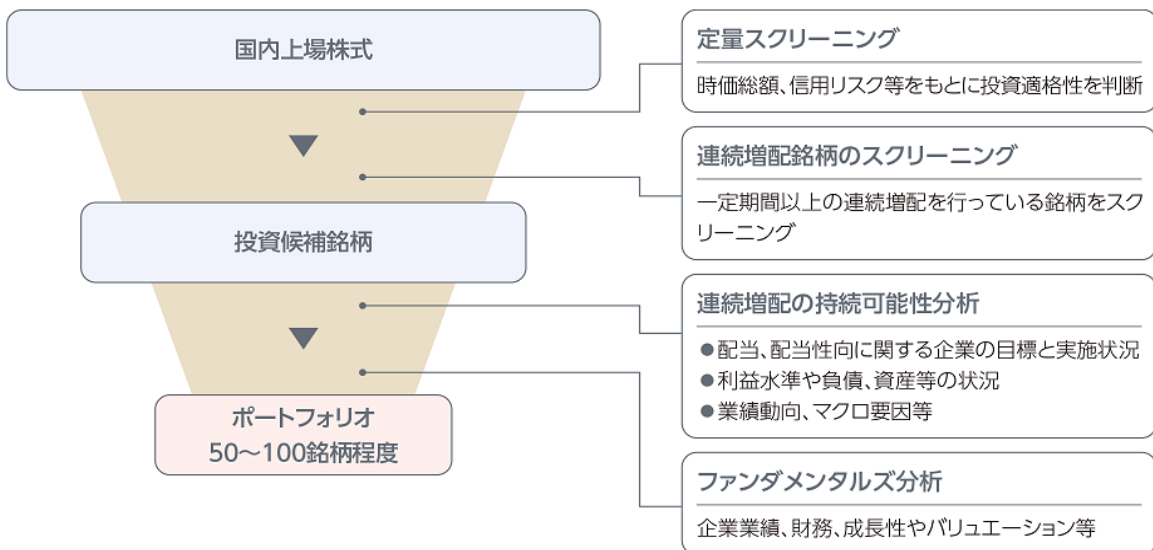 国内上場株式
定量スクリーニング
時価総額、信用リスク等をもとに投資適格性を判断
連続増配銘柄のスクリーニング
一定期間以上の連続増配を行っている銘柄をスク
リーニング
投資候補銘柄
連続増配の持続可能性分析
●配当、配当性向に関する企業の目標と実施状況
●利益水準や負債、資産等の状況
●業績動向、マクロ要因等
ポートフォリオ
50〜100銘柄程度
ファンダメンタルズ分析
企業業績、財務、成長性やバリュエーション等